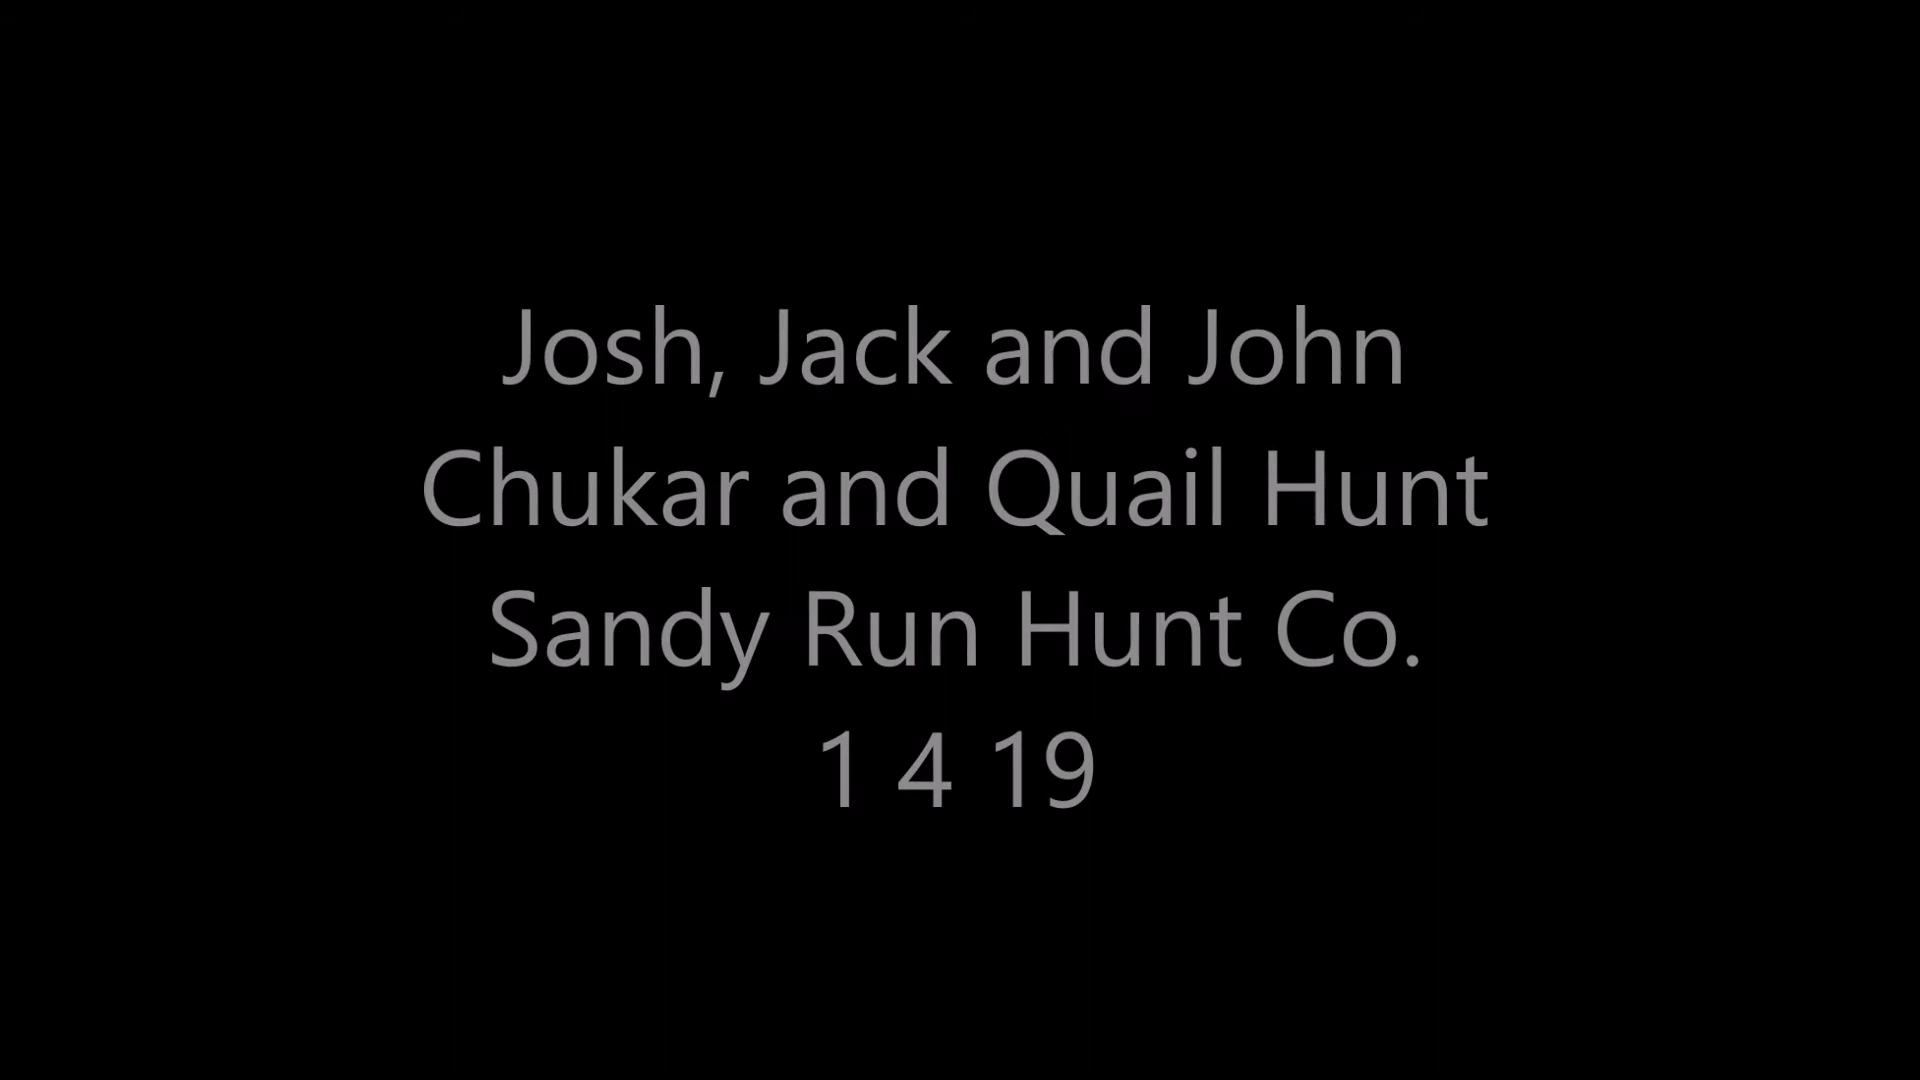 Josh, Jack and John
Chukar and Quail Hunt
Sandy Run Hunt Co.
1 4 19